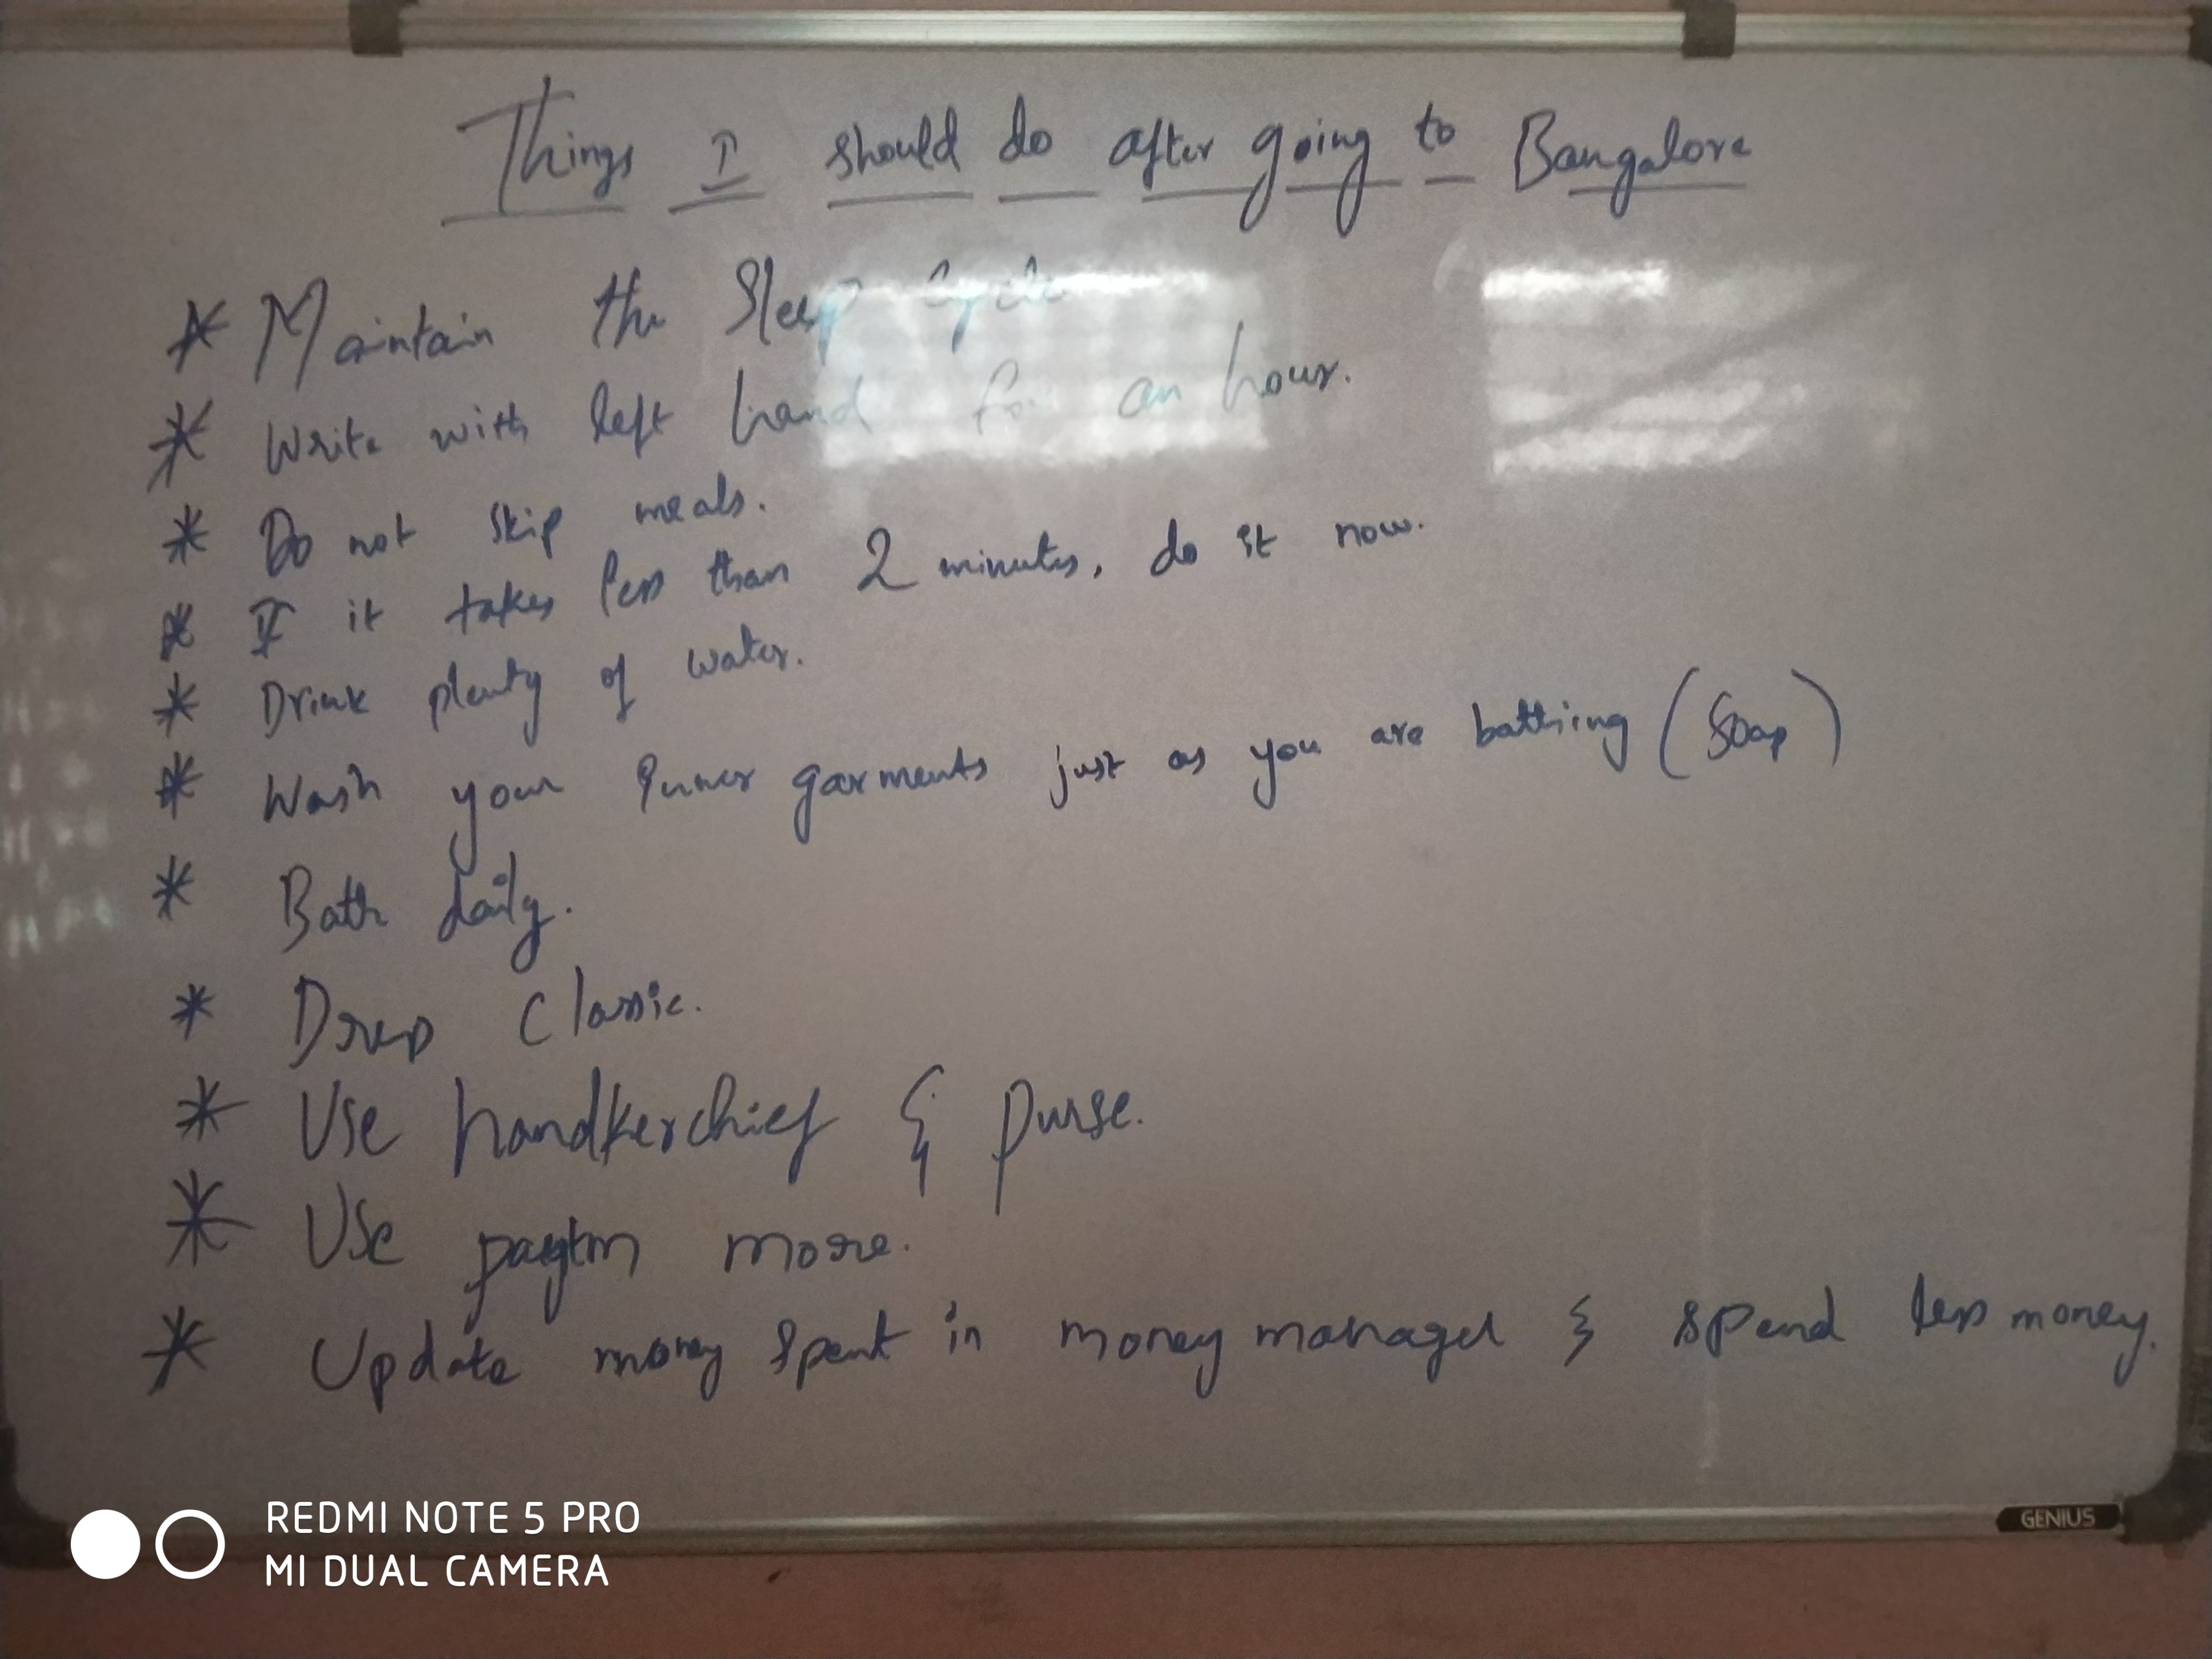 Things I should do after going to Bangalore
* Maintain the Sleep Cycle
* Write with left hand for an hour.
* Do not skip meals.
* If it takes less than 2 minutes, do it now.
* Drink plenty of water.
* Wash your Inner garments just as you are bathing (Soap)
* Bath daily.
* Dress Classic.
* Use handkerchief & purse.
* Use paytm more.
* Update money spent in money manager & spend less money.
GENIUS
REDMI NOTE 5 PRO
MI DUAL CAMERA